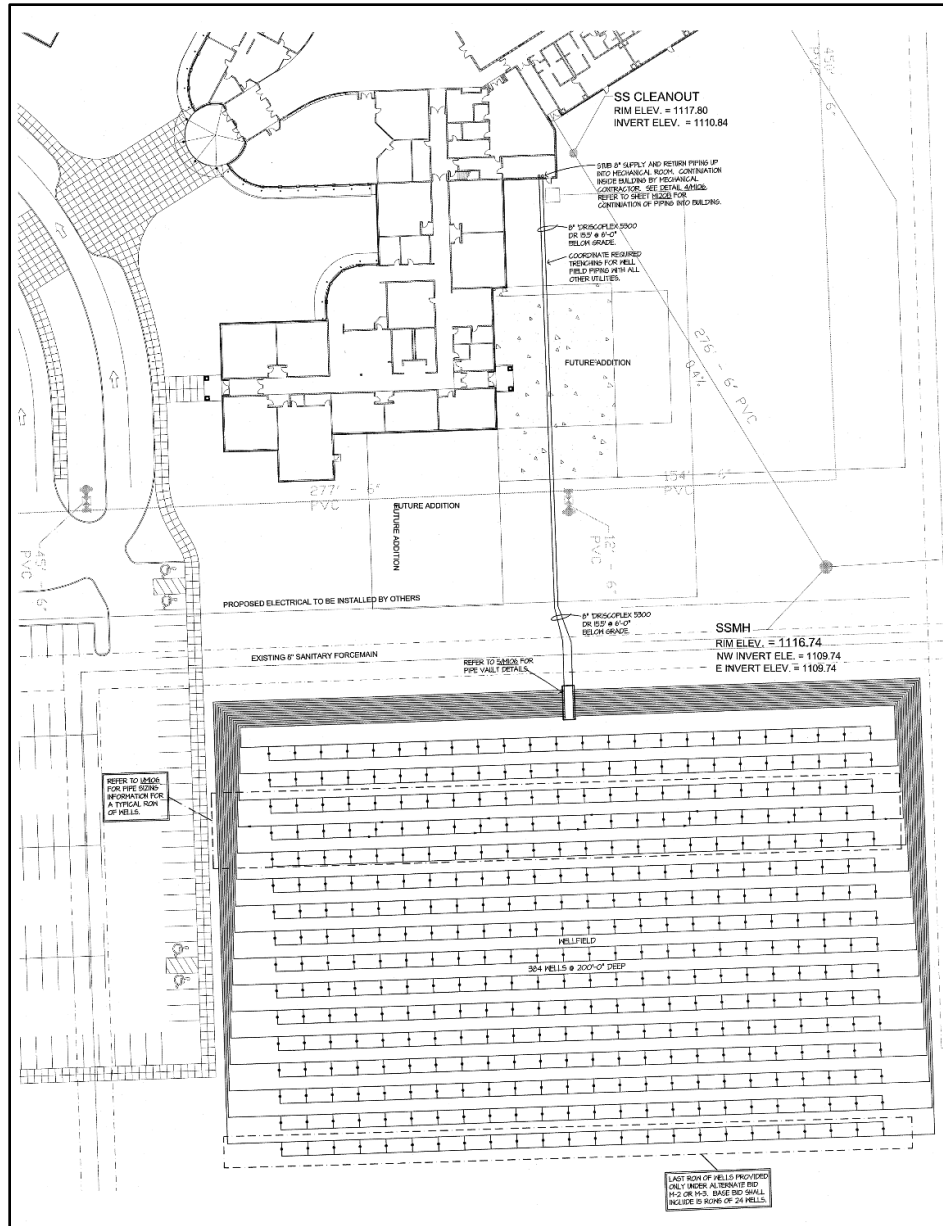 450' - 6"
PVC
SS CLEANOUT
RIM ELEV. = 1117.80
INVERT ELEV. = 1110.84
STUB 8" SUPPLY AND RETURN PIPING UP
INTO MECHANICAL ROOM. CONTINUATION
INSIDE BUILDING BY MECHANICAL
CONTRACTOR. SEE DETAIL 4/M106.
REFER TO SHEET M120B FOR
CONTINUATION OF PIPING INTO BUILDING.
8" DRISCOFLEX 5300
DR 15.5' @ 6'-0"
BELOW GRADE.
COORDINATE REQUIRED
TRENCHING FOR WELL
FIELD PIPING WITH ALL
OTHER UTILITIES.
276' - 6" PVC
0.4%
FUTURE ADDITION
277' - 6"
PVC
154' - 6"
PVC
FUTURE ADDITION
FUTURE ADDITION
12' - 6"
PVC
45' - 6"
PVC
PROPOSED ELECTRICAL TO BE INSTALLED BY OTHERS
8" DRISCOFLEX 5300
DR 15.5' @ 6'-0"
BELOW GRADE.
SSMH
RIM ELEV. = 1116.74
NW INVERT ELE. = 1109.74
E INVERT ELEV. = 1109.74
EXISTING 6" SANITARY FORCEMAIN
REFER TO 5/M106 FOR
PIPE VAULT DETAILS.
REFER TO 1/M106
FOR PIPE SIZING
INFORMATION FOR
A TYPICAL ROW
OF WELLS.
WELLFIELD
384 WELLS @ 200'-0" DEEP
LAST ROW OF WELLS PROVIDED
ONLY UNDER ALTERNATE BID
M-2 OR M-3. BASE BID SHALL
INCLUDE 15 ROWS OF 24 WELLS.